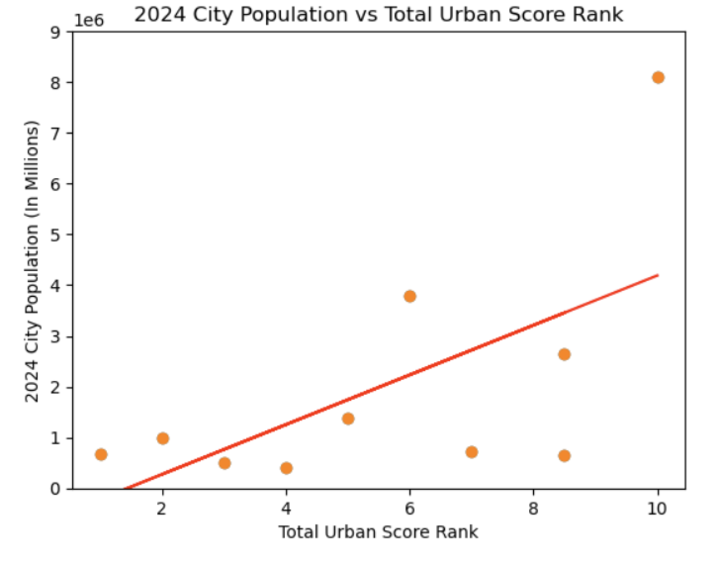 1e6
2024 City Population vs Total Urban Score Rank
9
8
7
6
5
4
3
2
1
0
2024 City Population (In Millions)
2 4 6 8 10
Total Urban Score Rank